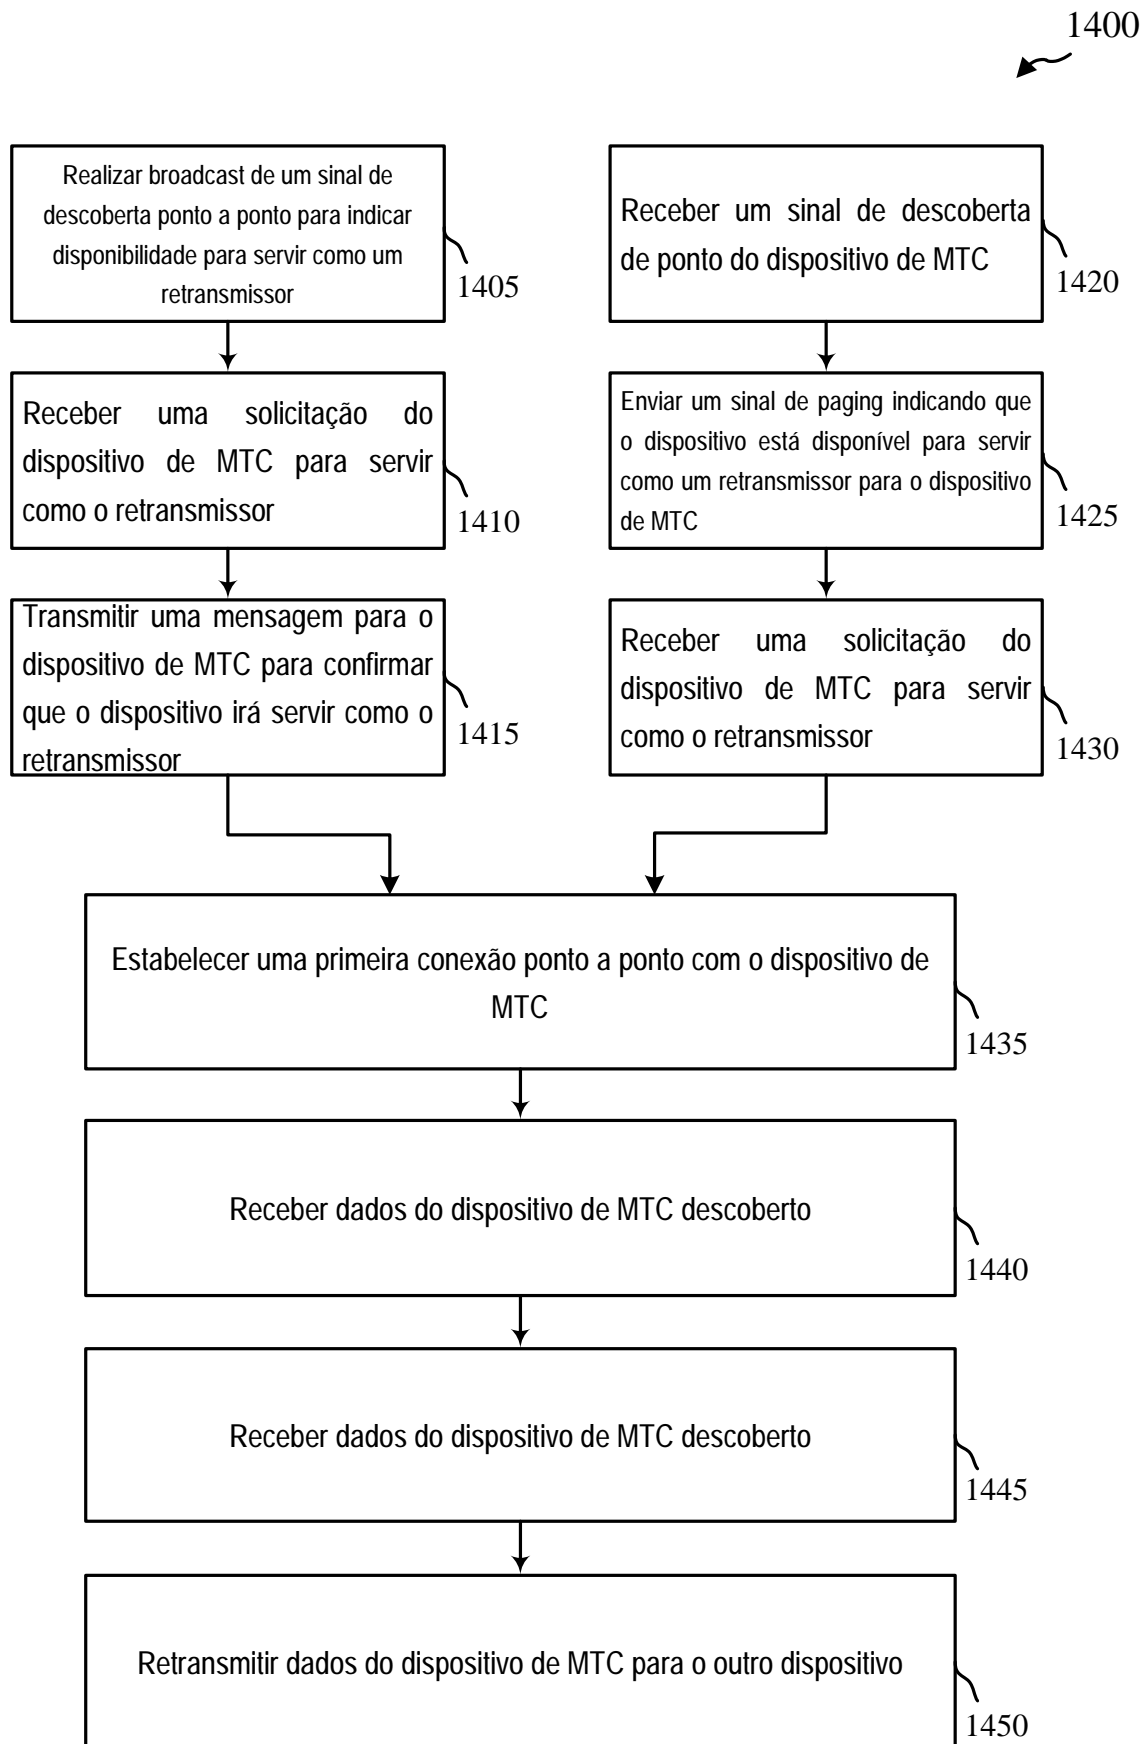 1400
Realizar broadcast de um sinal de
descoberta ponto a ponto para indicar
disponibilidade para servir como um
retransmissor
1405
Receber uma solicitação do
dispositivo de MTC para servir
como o retransmissor
1410
Transmitir uma mensagem para o
dispositivo de MTC para confirmar
que o dispositivo irá servir como o
retransmissor
1415
Receber um sinal de descoberta
de ponto do dispositivo de MTC
1420
Enviar um sinal de paging indicando que
o dispositivo está disponível para servir
como um retransmissor para o dispositivo
de MTC
1425
Receber uma solicitação do
dispositivo de MTC para servir
como o retransmissor
1430
Estabelecer uma primeira conexão ponto a ponto com o dispositivo de
MTC
1435
Receber dados do dispositivo de MTC descoberto
1440
Receber dados do dispositivo de MTC descoberto
1445
Retransmitir dados do dispositivo de MTC para o outro dispositivo
1450